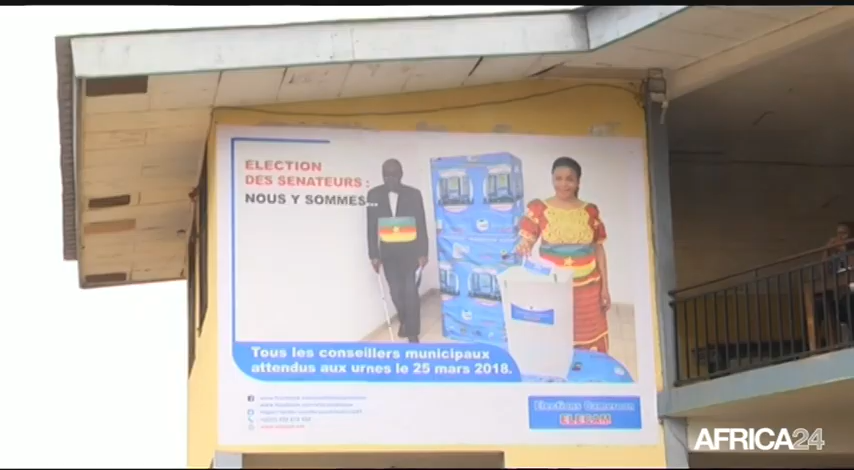 ELECTION
DES SENATEURS :
NOUS Y SOMMES...
Tous les conseillers municipaux
attendus aux urnes le 25 mars 2018.
Elections Cameroon
ELECAM
AFRICA24